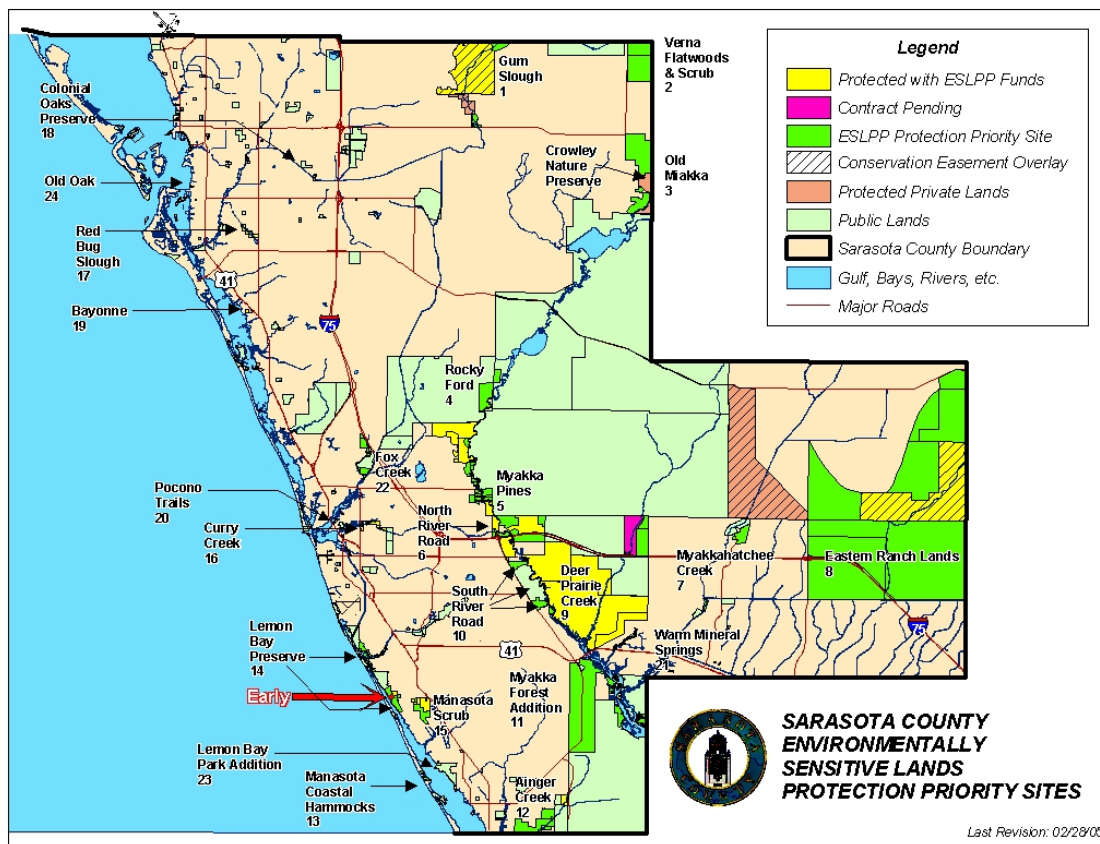 Verna
Flatwoods
& Scrub
2
Gum
Slough
1
Colonial
Oaks
Preserve
18
Crowley
Nature
Preserve
Old
Miakka
3
Old Oak
24
Red
Bug
Slough
17
41
Bayonne
19
75
Rocky
Ford
4
Fox
Creek
22
Myakka
Pines
5
Pocono
Trails
20
Curry
Creek
16
North
River
Road
6
Myakkahatchee
Creek
7
Eastern Ranch Lands
8
Deer
Prairie
Creek
9
South
River
Road
10
75
Lemon
Bay
Preserve
14
41
Warm Mineral
Springs
21
Early
Myakka
Forest
Addition
11
Manasota
Scrub
15
Lemon Bay
Park Addition
23
Manasota
Coastal
Hammocks
13
Ainger
Creek
12
Legend
Protected with ESLPP Funds
Contract Pending
ESLPP Protection Priority Site
Conservation Easement Overlay
Protected Private Lands
Public Lands
Sarasota County Boundary
Gulf, Bays, Rivers, etc.
Major Roads
SARASOTA COUNTY
ENVIRONMENTALLY
SENSITIVE LANDS
PROTECTION PRIORITY SITES
SARASOTA
COUNTY
Last Revision: 02/28/05